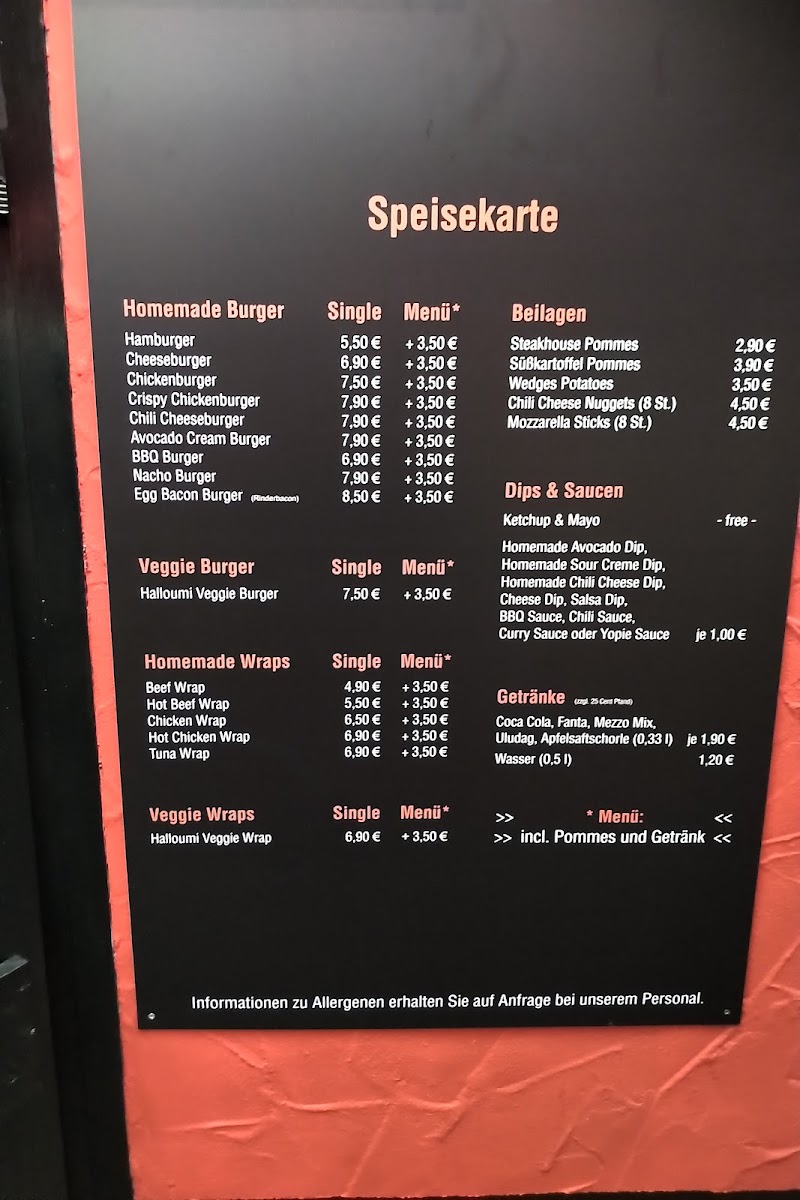 Speisekarte
Homemade Burger Single Menü*
Hamburger 5,50 € + 3,50 €
Cheeseburger 6,90 € + 3,50 €
Chickenburger 7,50 € + 3,50 €
Crispy Chickenburger 7,90 € + 3,50 €
Chili Cheeseburger 7,90 € + 3,50 €
Avocado Cream Burger 7,90 € + 3,50 €
BBQ Burger 6,90 € + 3,50 €
Nacho Burger 7,90 € + 3,50 €
Egg Bacon Burger (Rinderbacon) 8,50 € + 3,50 €
Veggie Burger Single Menü*
Halloumi Veggie Burger 7,50 € + 3,50 €
Homemade Wraps Single Menü*
Beef Wrap 4,90 € + 3,50 €
Hot Beef Wrap 5,50 € + 3,50 €
Chicken Wrap 6,50 € + 3,50 €
Hot Chicken Wrap 6,90 € + 3,50 €
Tuna Wrap 6,90 € + 3,50 €
Veggie Wraps Single Menü*
Halloumi Veggie Wrap 6,90 € + 3,50 €
Beilagen
Steakhouse Pommes 2,90 €
Süßkartoffel Pommes 3,90 €
Wedges Potatoes 3,50 €
Chili Cheese Nuggets (8 St.) 4,50 €
Mozzarella Sticks (8 St.) 4,50 €
Dips & Saucen
Ketchup & Mayo - free -
Homemade Avocado Dip,
Homemade Sour Creme Dip,
Homemade Chili Cheese Dip,
Cheese Dip, Salsa Dip,
BBQ Sauce, Chili Sauce,
Curry Sauce oder Yopie Sauce je 1,00 €
Getränke (zzgl. 25 Cent Pfand)
Coca Cola, Fanta, Mezzo Mix,
Uludag, Apfelsaftschorle (0,33 l) je 1,90 €
Wasser (0,5 l) 1,20 €
>> * Menü: <<
>> incl. Pommes und Getränk <<
Informationen zu Allergenen erhalten Sie auf Anfrage bei unserem Personal.